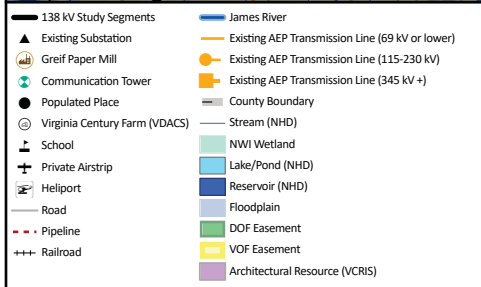 138 kV Study Segments
Existing Substation
Greif Paper Mill
Communication Tower
Populated Place
Virginia Century Farm (VDACS)
School
Private Airstrip
Heliport
Road
Pipeline
Railroad
James River
Existing AEP Transmission Line (69 kV or lower)
Existing AEP Transmission Line (115-230 kV)
Existing AEP Transmission Line (345 kV +)
County Boundary
Stream (NHD)
NWI Wetland
Lake/Pond (NHD)
Reservoir (NHD)
Floodplain
DOF Easement
VOF Easement
Architectural Resource (VCRIS)